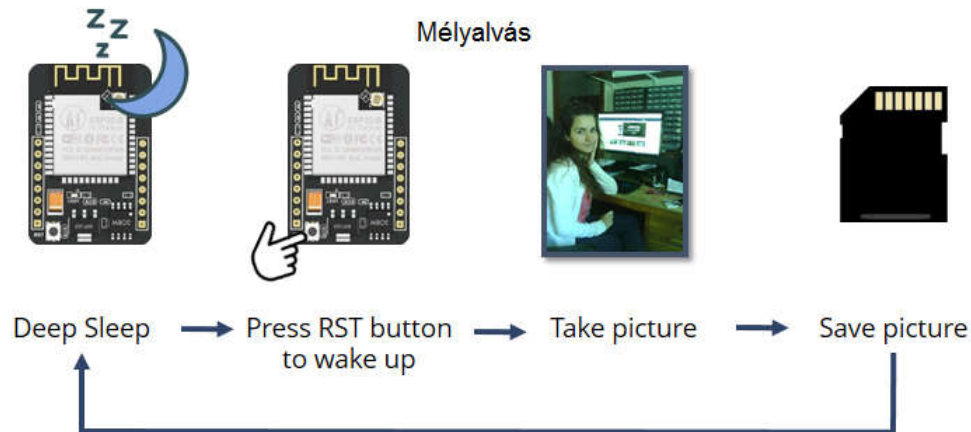 Z
Z
z
Mélyalvás
Deep Sleep
Press RST button
to wake up
Take picture
Save picture